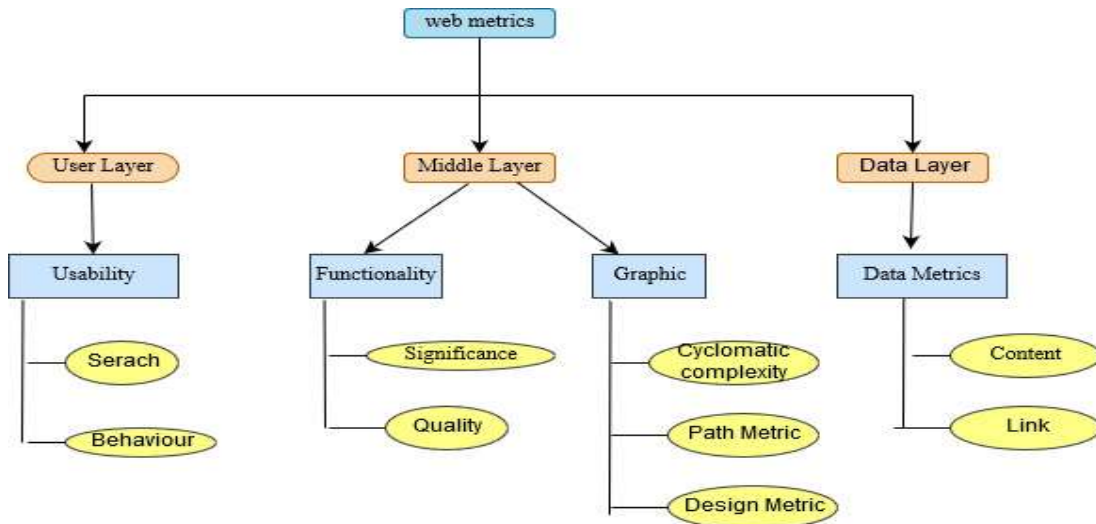 web metrics
User Layer
Middle Layer
Data Layer
Usability
Functionality
Graphic
Data Metrics
Serach
Significance
Cyclomatic
complexity
Content
Behaviour
Quality
Path Metric
Link
Design Metric